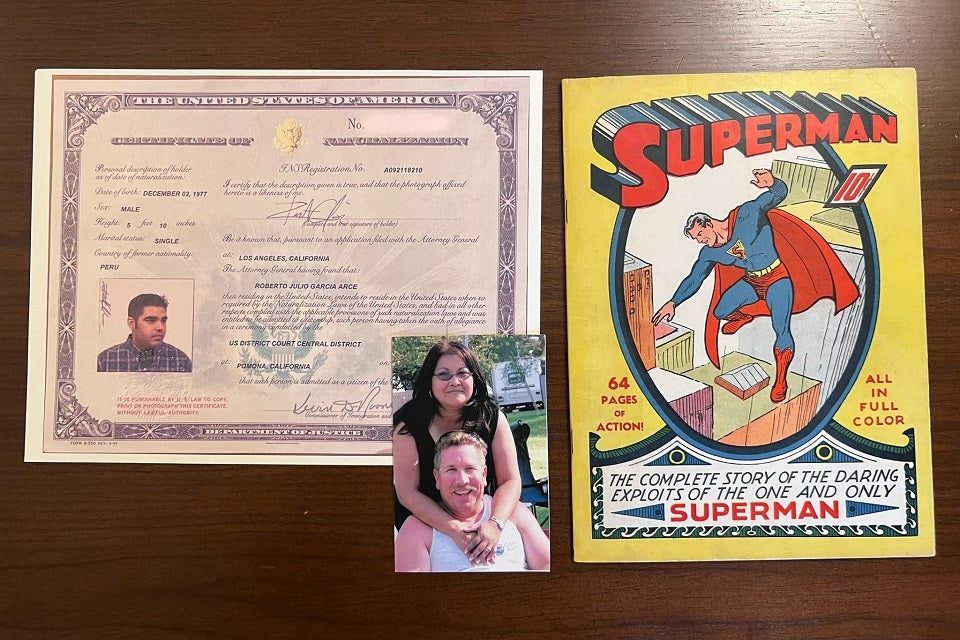 THE UNITED STATES OF AMERICA
No.
CERTIFICATE OF NATURALIZATION
Personal description of holder
as of date of naturalization:
Date of birth: DECEMBER 02, 1977
Sex: MALE
Height: 5 feet 10 inches
Marital status: SINGLE
Country of former nationality:
PERU
INS Registration No. A092118210
I certify that the description given is true, and that the photograph affixed
hereto is a likeness of me.
(Complete and true signature of holder)
Be it known that, pursuant to an application filed with the Attorney General
at: LOS ANGELES, CALIFORNIA
The Attorney General having found that:
ROBERTO JULIO GARCIA ARCE
then residing in the United States, intends to reside in the United States when so
required by the Naturalization Laws of the United States, and had in all other
respects complied with the applicable provisions of such naturalization laws and was
entitled to be admitted to citizenship, such person having taken the oath of allegiance
in a ceremony conducted by the
US DISTRICT COURT CENTRAL DISTRICT
at: POMONA, CALIFORNIA on:
that such person is admitted as a citizen of the
IT IS PUNISHABLE BY U. S. LAW TO COPY,
PRINT OR PHOTOGRAPH THIS CERTIFICATE,
WITHOUT LAWFUL AUTHORITY.
Commissioner of Immigration and
FORM N-550 REV. 6-91
DEPARTMENT OF JUSTICE
SUPERMAN
10¢
S
64
PAGES
OF
ACTION!
ALL
IN
FULL
COLOR
THE COMPLETE STORY OF THE DARING
EXPLOITS OF THE ONE AND ONLY
SUPERMAN